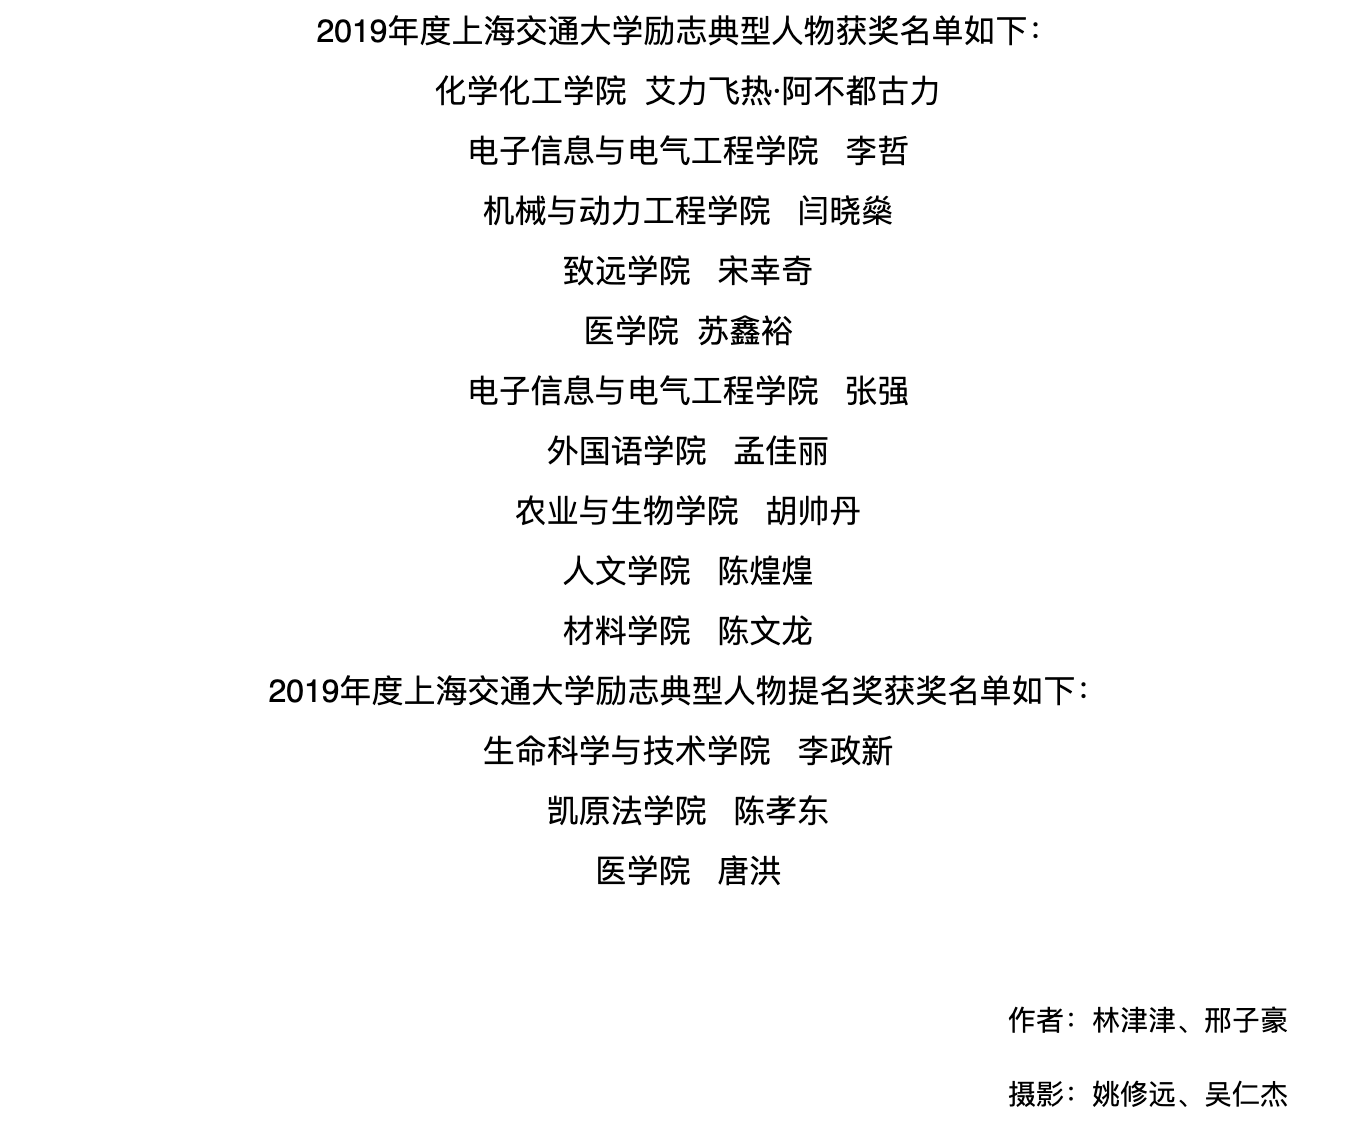 2019年度上海交通大学励志典型人物获奖名单如下：
化学化工学院 艾力飞热·阿不都古力
电子信息与电气工程学院 李哲
机械与动力工程学院 闫晓燊
致远学院 宋幸奇
医学院 苏鑫裕
电子信息与电气工程学院 张强
外国语学院 孟佳丽
农业与生物学院 胡帅丹
人文学院 陈煌煌
材料学院 陈文龙
2019年度上海交通大学励志典型人物提名奖获奖名单如下：
生命科学与技术学院 李政新
凯原法学院 陈孝东
医学院 唐洪
作者：林津津、邢子豪
摄影：姚修远、吴仁杰